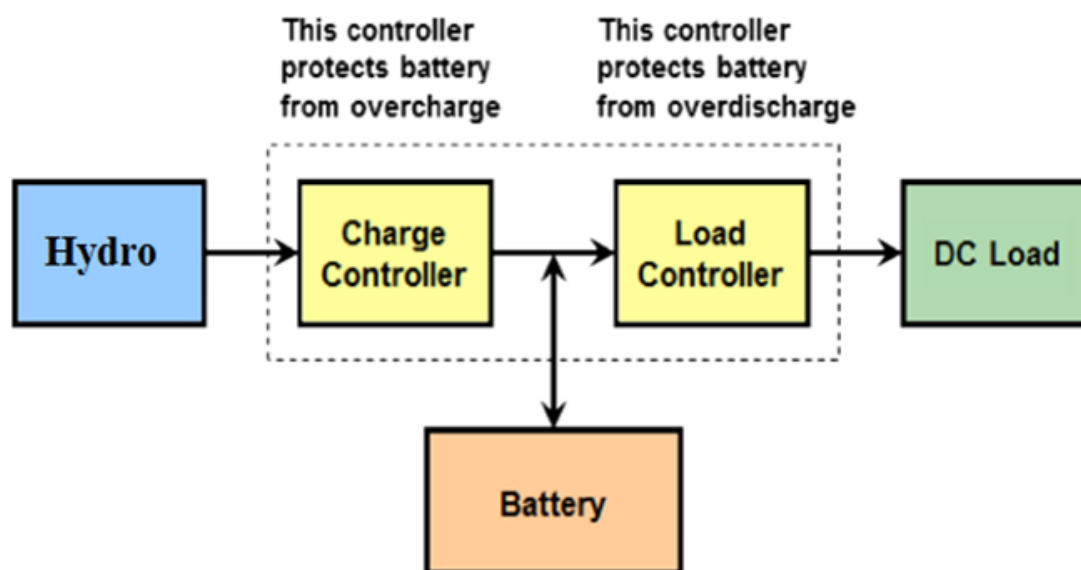 This controller
protects battery
from overcharge
This controller
protects battery
from overdischarge
Hydro
Charge
Controller
Load
Controller
DC Load
Battery